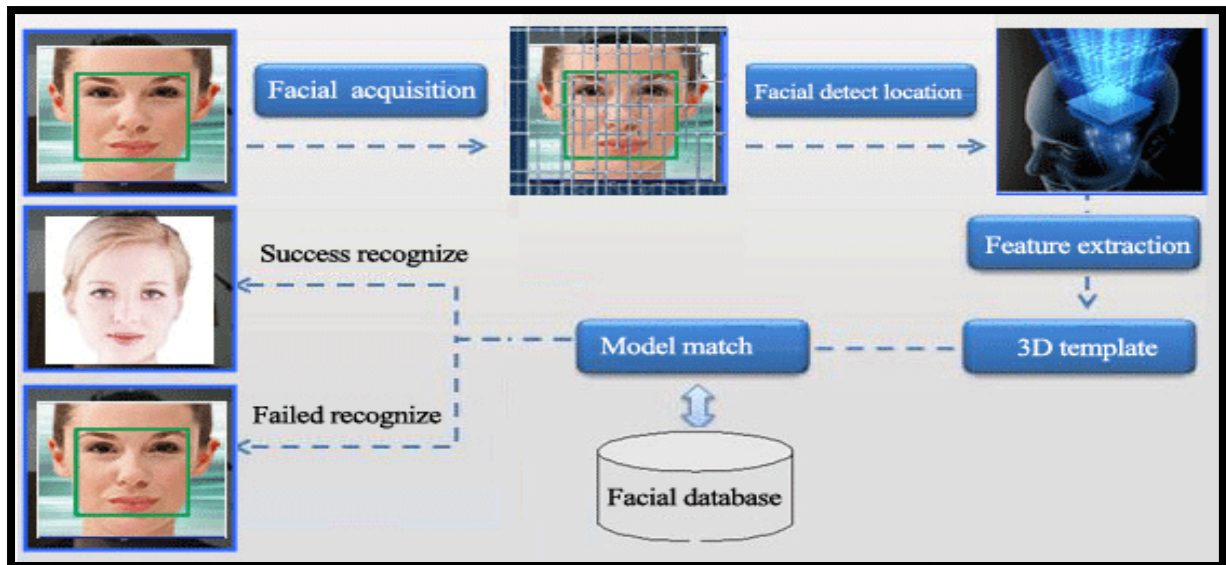 Facial acquisition
Facial detect location
Feature extraction
Success recognize
Model match
3D template
Failed recognize
Facial database